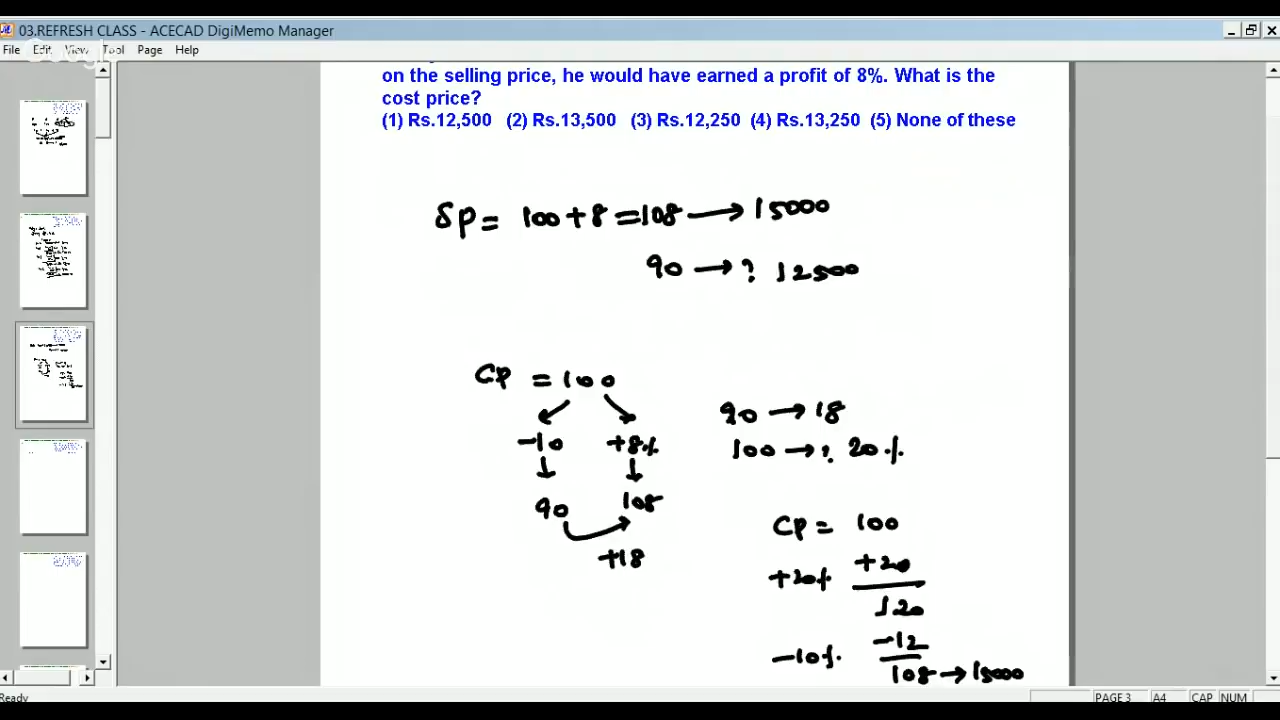 03.REFRESH CLASS - ACECAD DigiMemo Manager
File Edit View Tool Page Help
Google
on the selling price, he would have earned a profit of 8%. What is the
cost price?
(1) Rs.12,500 (2) Rs.13,500 (3) Rs.12,250 (4) Rs.13,250 (5) None of these
SP = 100+8 =108 → 15000
90 → ? 12500
CP = 100
-10 +8%
90 108
+18
90 → 18
100 → ? 20%
CP = 100
+20% +20
120
-10% -12
108 → 15000
Ready
PAGE 3 A4 CAP NUM